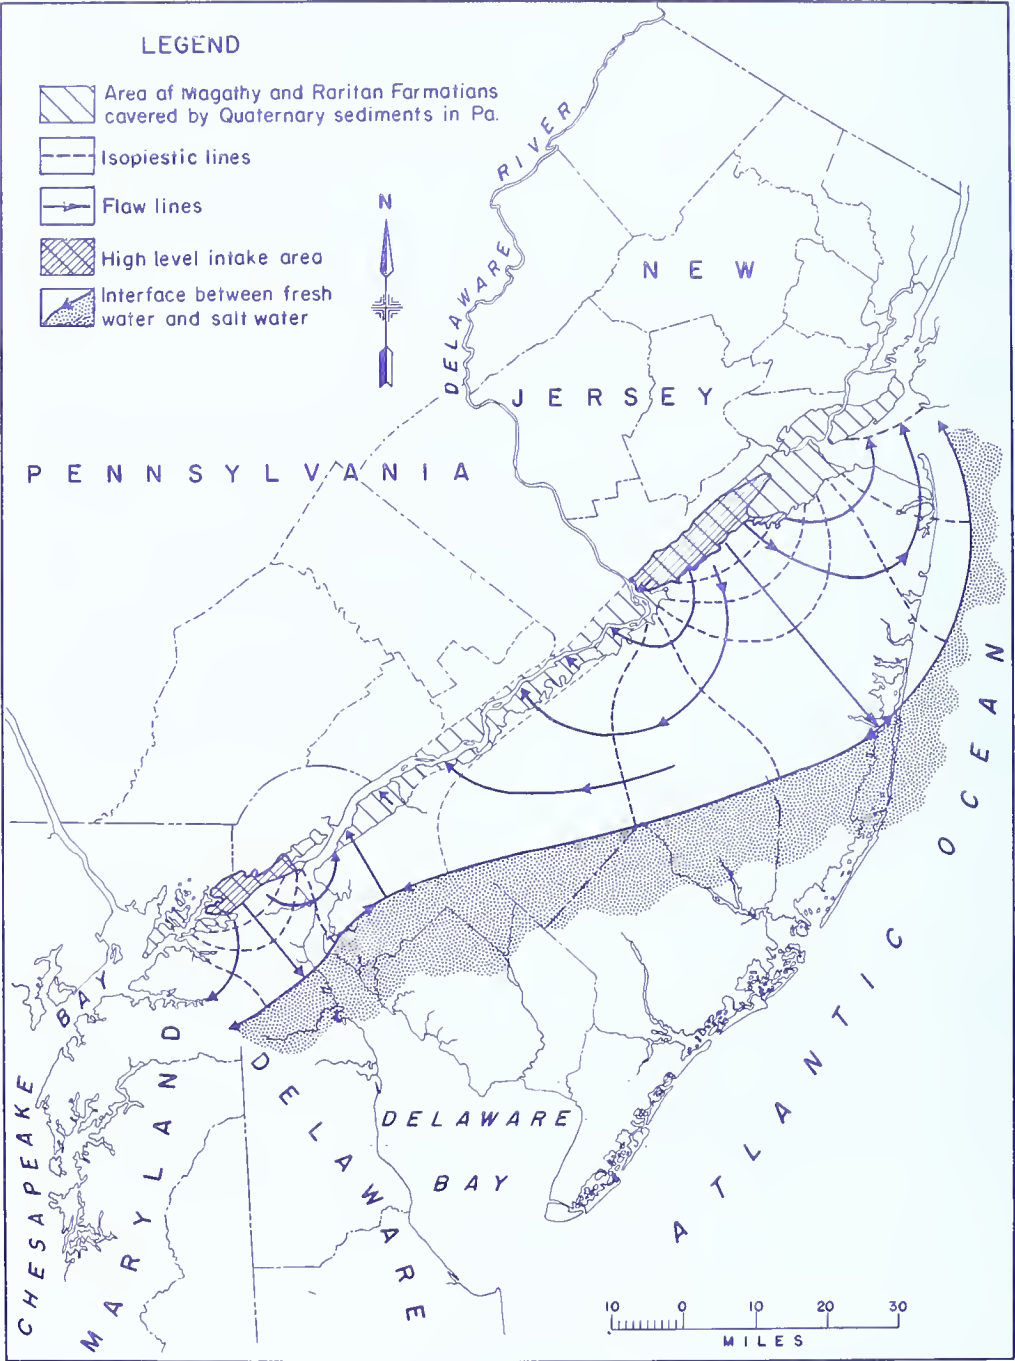 LEGEND
Area of Magathy and Raritan Farmatians
cavered by Quaternary sediments in Pa.
Isopiestic lines
Flaw lines
High level intake area
Interface between fresh
water and salt water
N
DELAWARE RIVER
NEW
JERSEY
PENNSYLVANIA
ATLANTIC OCEAN
CHESAPEAKE BAY
MARYLAND
DELAWARE
DELAWARE
BAY
10 0 10 20 30
MILES